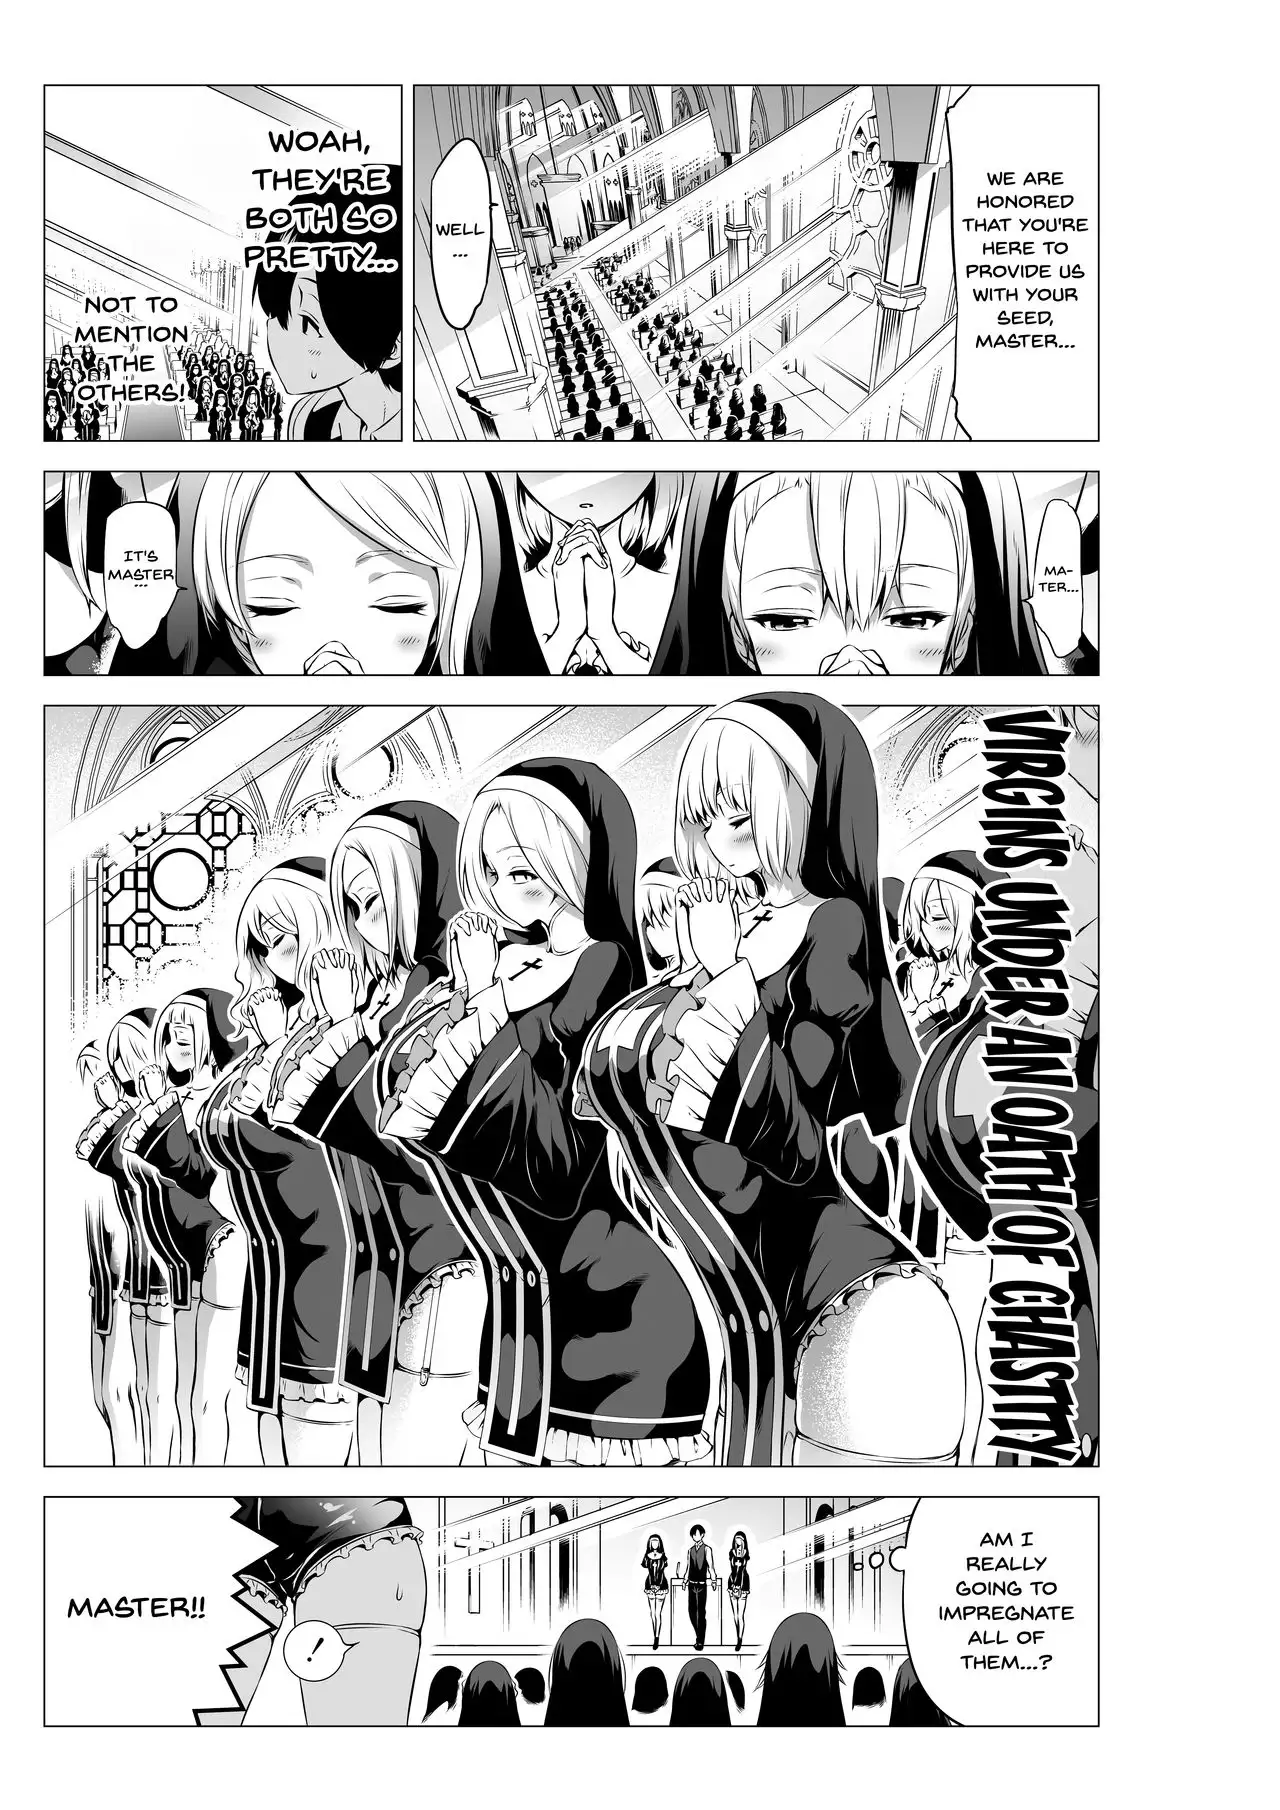 WE ARE
HONORED
THAT YOU'RE
HERE TO
PROVIDE US
WITH YOUR
SEED,
MASTER...
WELL
...
WOAH,
THEY'RE
BOTH SO
PRETTY...
NOT TO
MENTION
THE
OTHERS!
MA-
TER...
IT'S
MASTER
...
VIRGINS UNDER AN OATH OF CHASTITY
AM I
REALLY
GOING TO
IMPREGNATE
ALL OF
THEM...?
!
MASTER!!